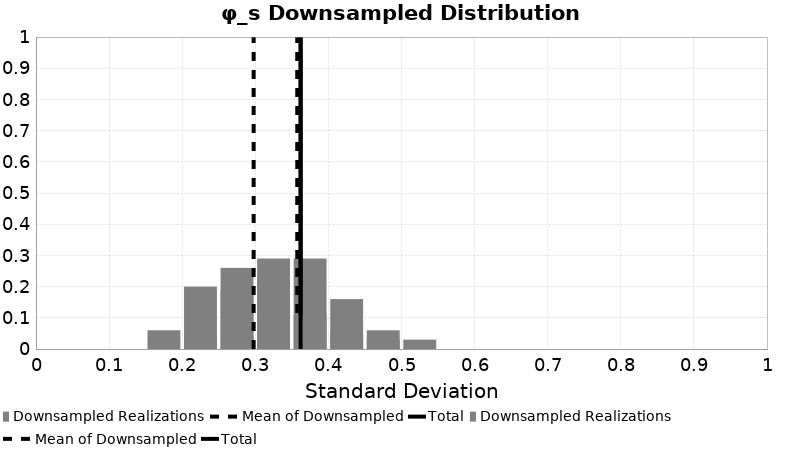 φ_s Downsampled Distribution
1
0.9
0.8
0.7
0.6
0.5
0.4
0.3
0.2
0.1
0
0 0.1 0.2 0.3 0.4 0.5 0.6 0.7 0.8 0.9 1
Standard Deviation
Downsampled Realizations Mean of Downsampled Total Downsampled Realizations
Mean of Downsampled Total